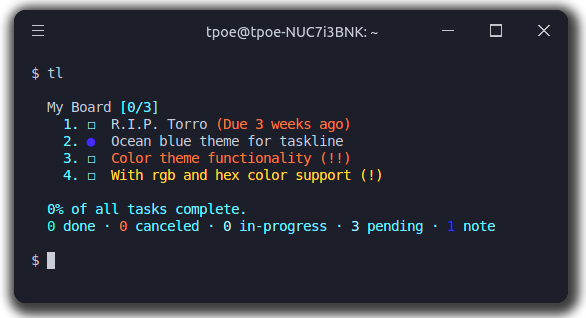 tpoe@tpoe-NUC7i3BNK: ~
$ tl
My Board [0/3]
1. □ R.I.P. Torro (Due 3 weeks ago)
2. ● Ocean blue theme for taskline
3. □ Color theme functionality (!!)
4. □ With rgb and hex color support (!)
0% of all tasks complete.
0 done · 0 canceled · 0 in-progress · 3 pending · 1 note
$